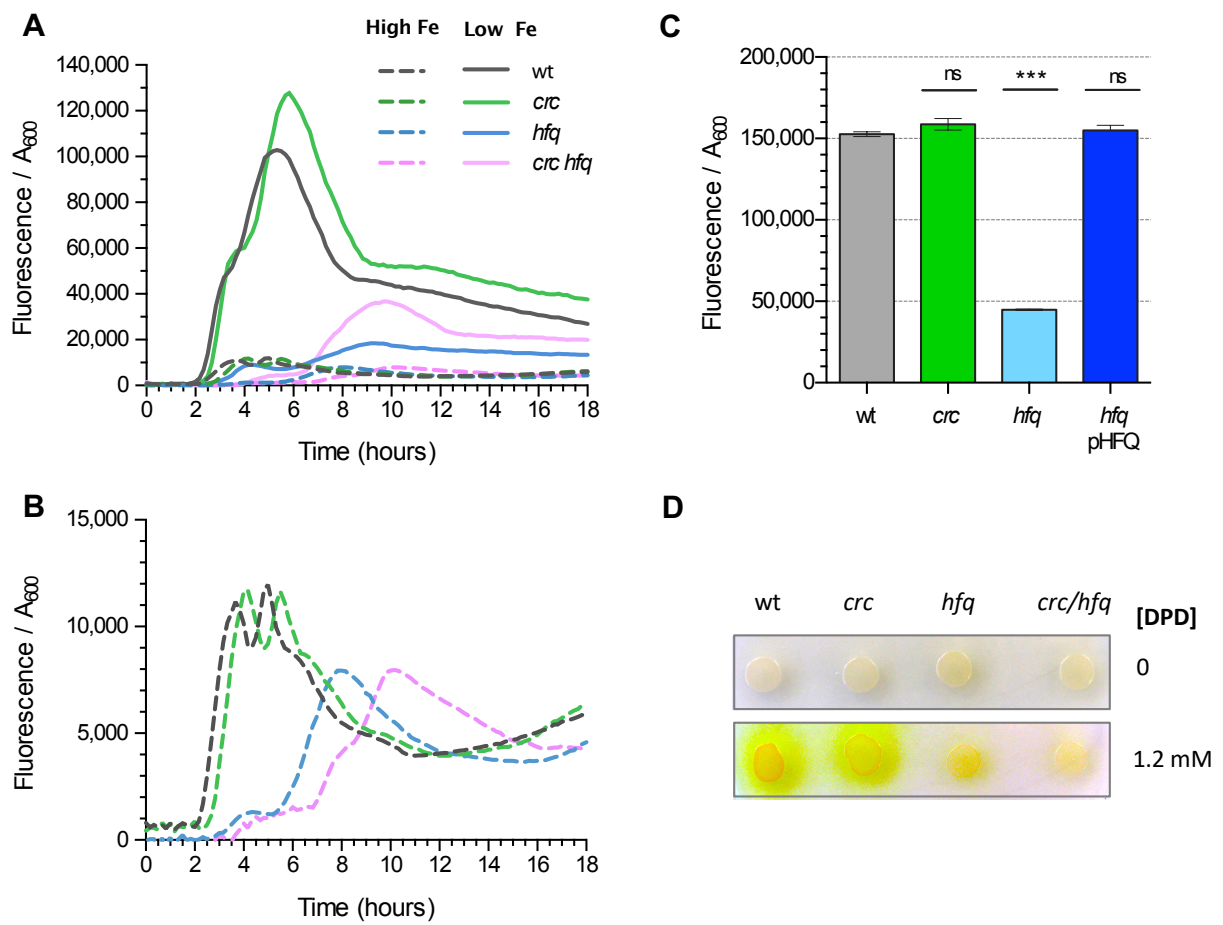 A
High Fe Low Fe
wt
crc
hfq
crc hfq
140,000
120,000
100,000
80,000
60,000
40,000
20,000
0
Fluorescence / A600
0 2 4 6 8 10 12 14 16 18
Time (hours)
B
15,000
10,000
5,000
0
Fluorescence / A600
0 2 4 6 8 10 12 14 16 18
Time (hours)
C
200,000
150,000
100,000
50,000
0
Fluorescence / A600
ns *** ns
wt crc hfq hfq
pHFQ
D
wt crc hfq crc/hfq [DPD]
0
1.2 mM